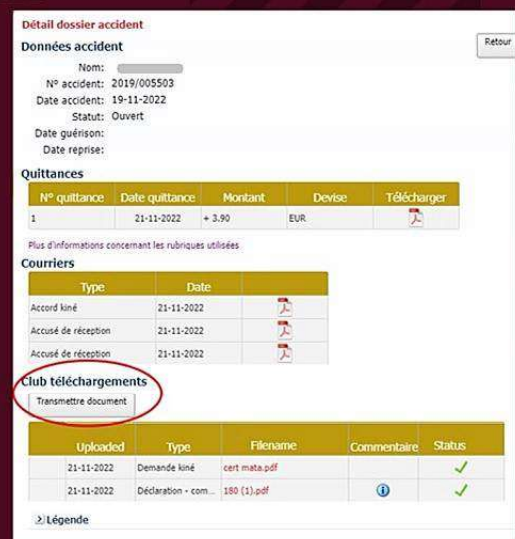 Détail dossier accident
Retour
Données accident
Nom:
N° accident: 2019/005503
Date accident: 19-11-2022
Statut: Ouvert
Date guérison:
Date reprise:
Quittances
N° quittance Date quittance Montant Devise Télécharger
1 21-11-2022 + 3.90 EUR
Plus d'informations concernant les rubriques utilisées
Courriers
Type Date
Accord kiné 21-11-2022
Accusé de réception 21-11-2022
Accusé de réception 21-11-2022
Club téléchargements
Transmettre document
Uploaded Type Filename Commentaire Status
21-11-2022 Demande kiné cert mata.pdf
21-11-2022 Déclaration - com... 180 (1).pdf
Légende